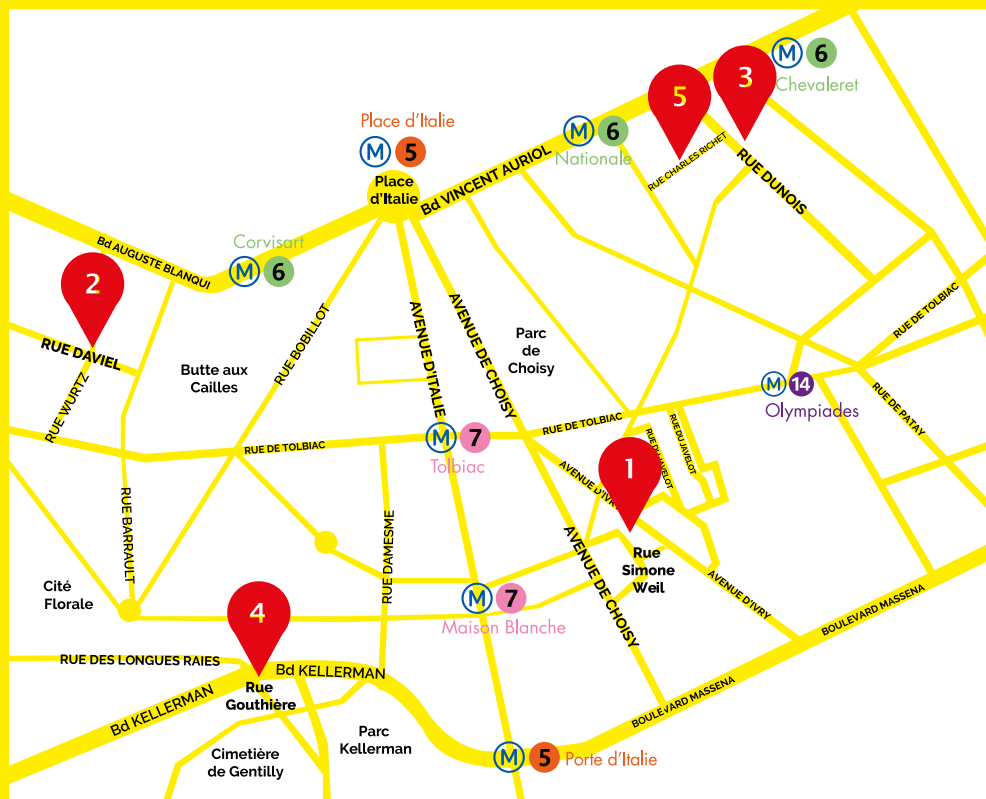 M 6
Chevaleret
3
5
Place d'Italie
M 5
M 6
Nationale
RUE CHARLES RICHET
RUE DUNOIS
Place
d'Italie
Bd VINCENT AURIOL
Corvisart
M 6
Bd AUGUSTE BLANQUI
2
RUE DAVIEL
RUE WURTZ
Butte aux
Cailles
RUE BOBILLOT
AVENUE D'ITALIE
AVENUE DE CHOISY
Parc
de
Choisy
RUE DE TOLBIAC
M 14
Olympiades
RUE DE PATAY
RUE DE TOLBIAC
M 7
Tolbiac
RUE DE TOLBIAC
RUE DU JAVELOT
RUE DU JAVELOT
1
AVENUE D'IVRY
RUE BARRAULT
RUE DAMESME
AVENUE DE CHOISY
Rue
Simone
Weil
AVENUE D'IVRY
Cité
Florale
4
M 7
Maison Blanche
BOULEVARD MASSENA
RUE DES LONGUES RAIES
Bd KELLERMAN
Bd KELLERMAN
Rue
Gouthière
BOULEVARD MASSENA
Parc
Kellerman
Cimetière
de Gentilly
M 5 Porte d'Italie